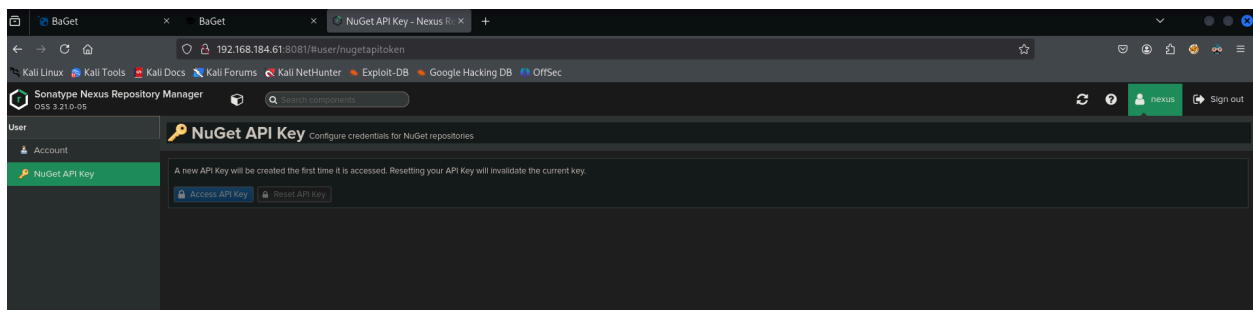 BaGet
BaGet
NuGet API Key - Nexus Re
192.168.184.61:8081/#user/nugetapitoken
Kali Linux Kali Tools Kali Docs Kali Forums Kali NetHunter Exploit-DB Google Hacking DB OffSec
Sonatype Nexus Repository Manager
OSS 3.21.0-05
Search components
nexus
Sign out
User
Account
NuGet API Key
NuGet API Key Configure credentials for NuGet repositories
A new API Key will be created the first time it is accessed. Resetting your API Key will invalidate the current key.
Access API Key
Reset API Key